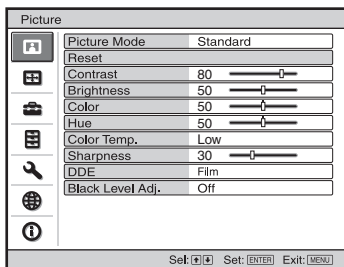 Picture
Picture Mode Standard
Reset
Contrast 80
Brightness 50
Color 50
Hue 50
Color Temp. Low
Sharpness 30
DDE Film
Black Level Adj. Off
Sel: Set: ENTER Exit: MENU